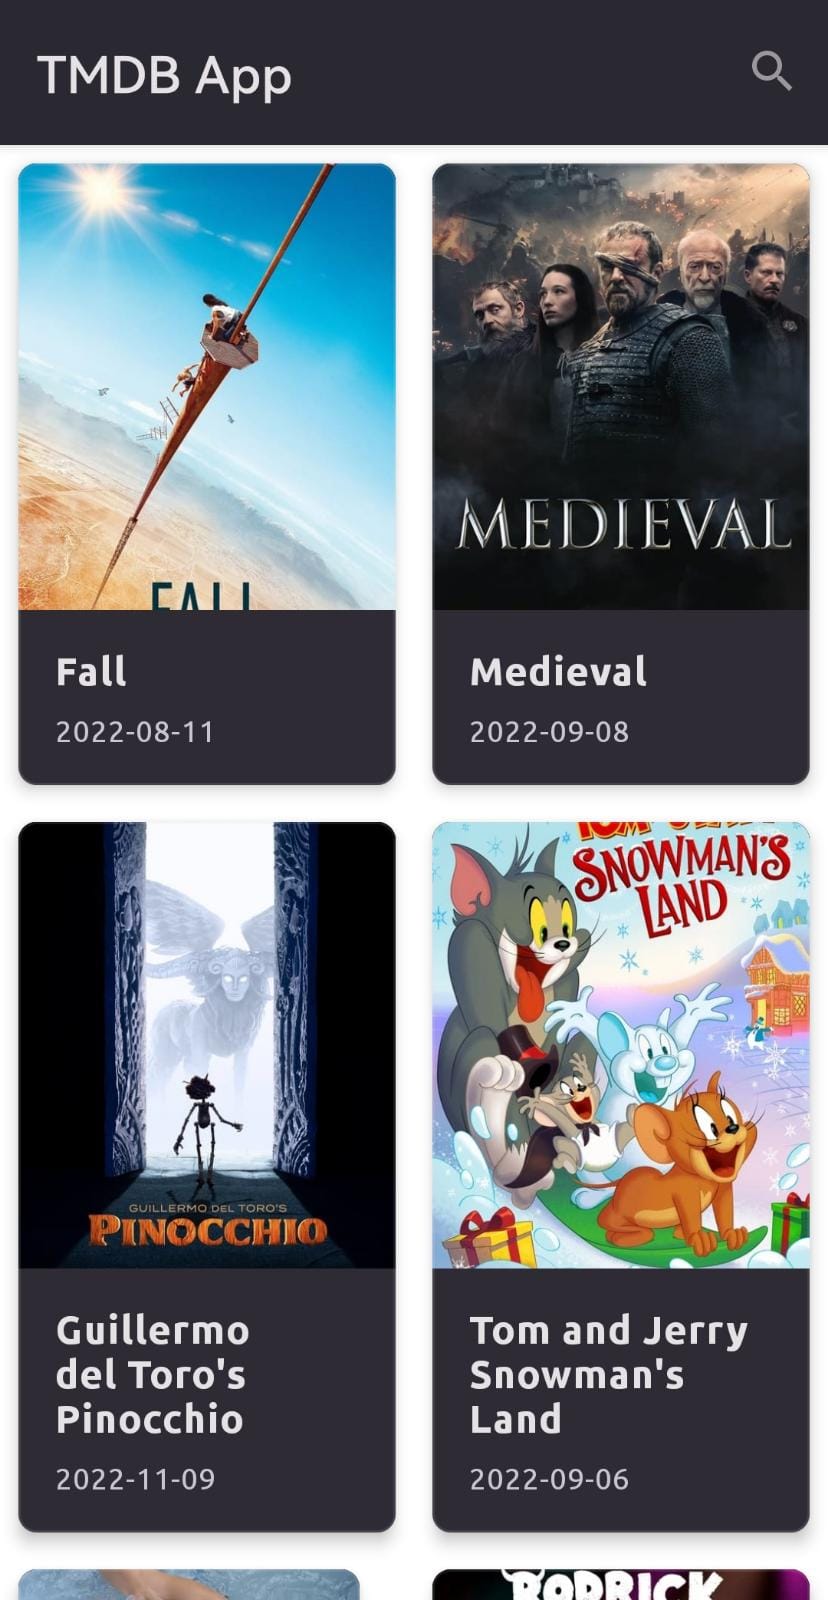 TMDB App
FALL
MEDIEVAL
Fall
2022-08-11
Medieval
2022-09-08
SNOWMAN'S
LAND
GUILLERMO DEL TORO'S
PINOCCHIO
Guillermo
del Toro's
Pinocchio
2022-11-09
Tom and Jerry
Snowman's
Land
2022-09-06
RODRICK